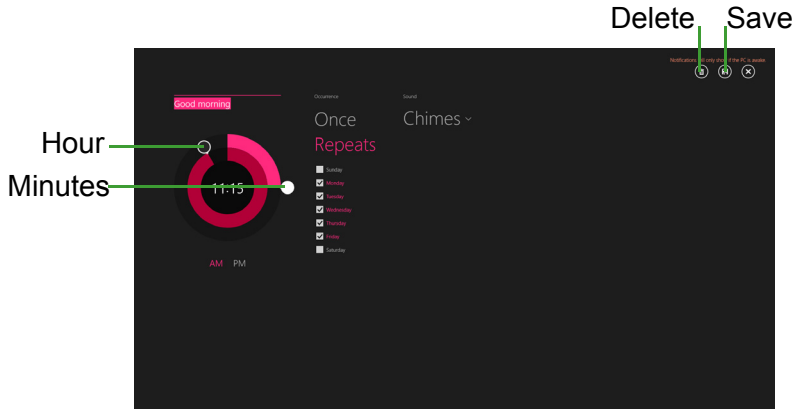 Delete Save
Notifications will only show if the PC is awake.
Good morning
Occurrence
Sound
Once
Chimes
Repeats
Hour
Minutes
11:15
Sunday
Monday
Tuesday
Wednesday
Thursday
Friday
Saturday
AM PM